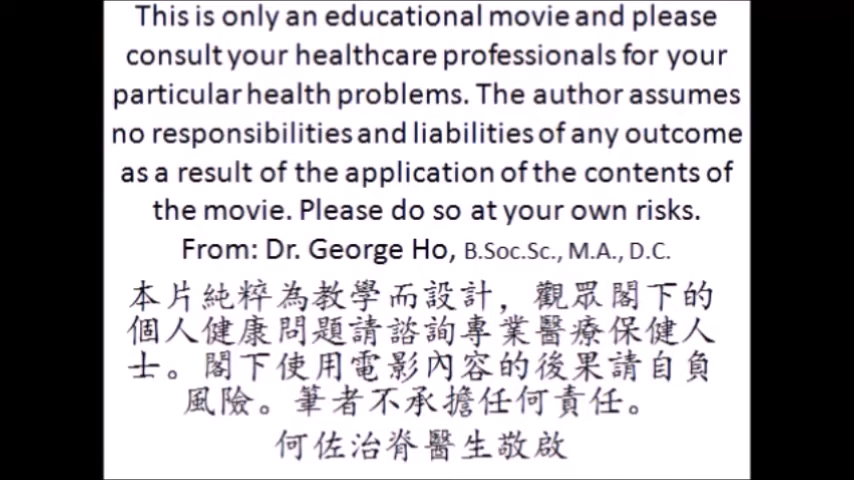 This is only an educational movie and please
consult your healthcare professionals for your
particular health problems. The author assumes
no responsibilities and liabilities of any outcome
as a result of the application of the contents of
the movie. Please do so at your own risks.
From: Dr. George Ho, B.Soc.Sc., M.A., D.C.
本片純粹為教學而設計，觀眾閣下的
個人健康問題請諮詢專業醫療保健人
士。閣下使用電影內容的後果請自負
風險。筆者不承擔任何責任。
何佐治脊醫生敬啟